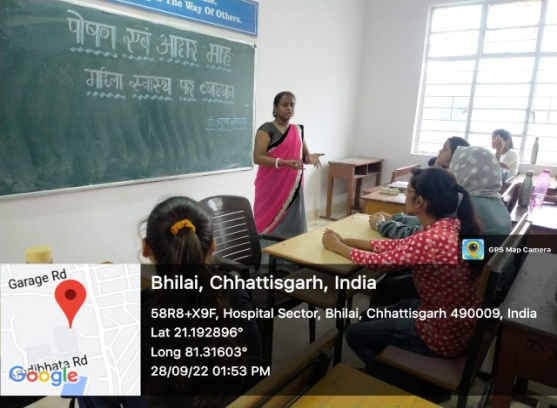 The Way Of Others.
पोषण एवं आहार माह
महिला स्वास्थ्य पर व्याख्यान
GPS Map Camera
Garage Rd
dibhata Rd
Google
Bhilai, Chhattisgarh, India
58R8+X9F, Hospital Sector, Bhilai, Chhattisgarh 490009, India
Lat 21.192896°
Long 81.31603°
28/09/22 01:53 PM